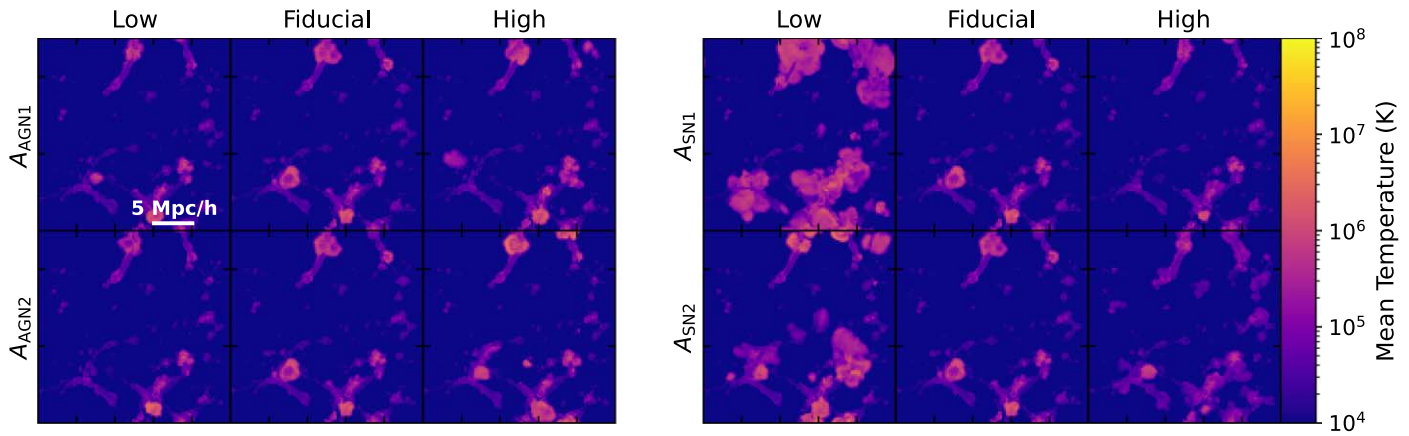 Low Fiducial High Low Fiducial High
A_AGN1
A_SN1
5 Mpc/h
A_AGN2
A_SN2
10^8
10^7
10^6
10^5
10^4
Mean Temperature (K)